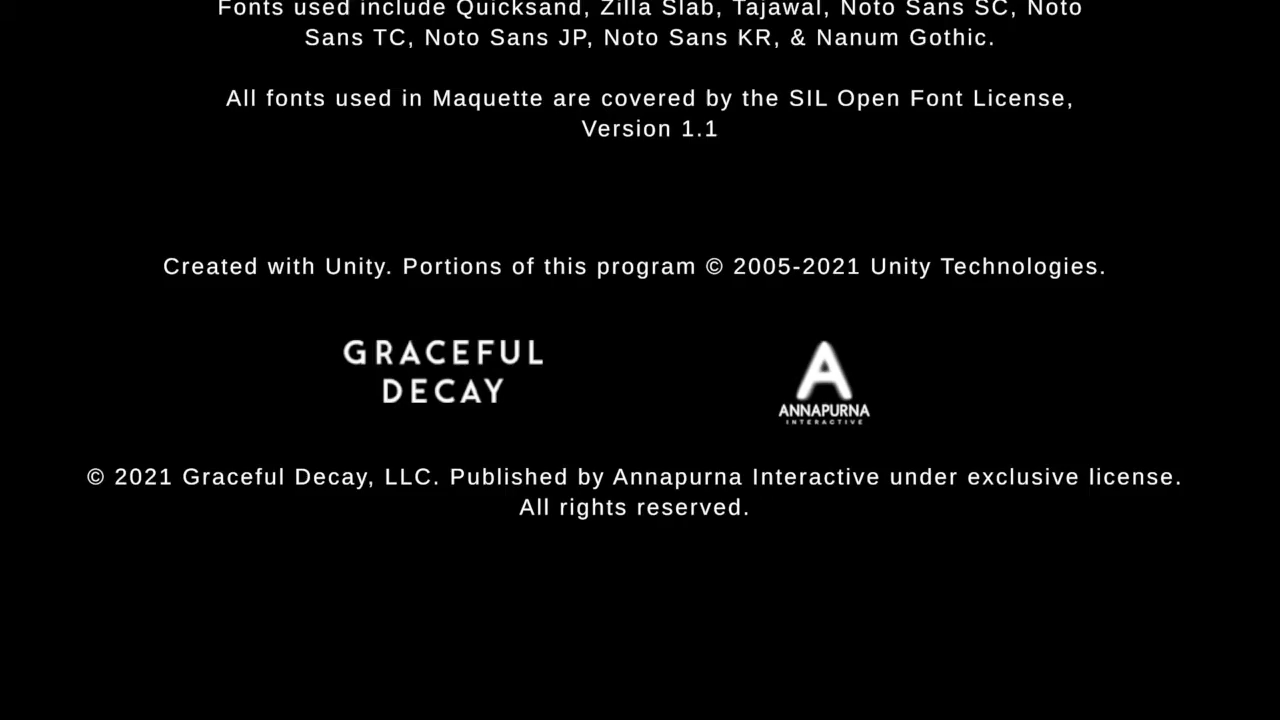 Fonts used include Quicksand, Zilla Slab, Tajawal, Noto Sans SC, Noto
Sans TC, Noto Sans JP, Noto Sans KR, & Nanum Gothic.
All fonts used in Maquette are covered by the SIL Open Font License,
Version 1.1
Created with Unity. Portions of this program © 2005-2021 Unity Technologies.
GRACEFUL
DECAY
A
ANNAPURNA
INTERACTIVE
© 2021 Graceful Decay, LLC. Published by Annapurna Interactive under exclusive license.
All rights reserved.